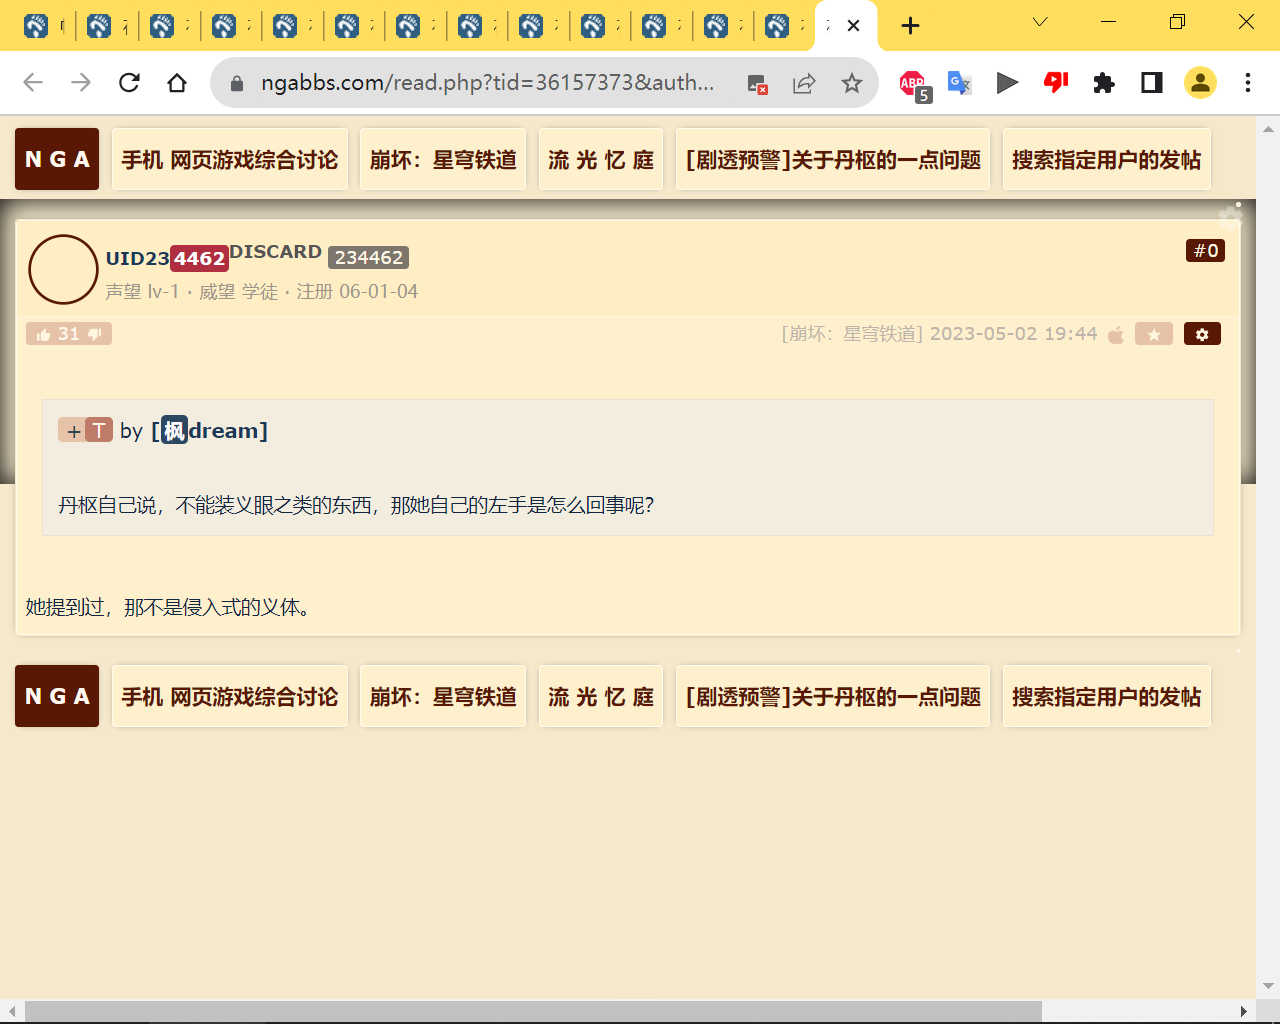 ngabbs.com/read.php?tid=36157373&auth...
ABP
5
N G A 手机 网页游戏综合讨论 崩坏：星穹铁道 流 光 忆 庭 [剧透预警]关于丹枢的一点问题 搜索指定用户的发帖
UID234462DISCARD 234462 #0
声望 lv-1 · 威望 学徒 · 注册 06-01-04
31 [崩坏：星穹铁道] 2023-05-02 19:44
+ T by [枫dream]
丹枢自己说，不能装义眼之类的东西，那她自己的左手是怎么回事呢？
她提到过，那不是侵入式的义体。
N G A 手机 网页游戏综合讨论 崩坏：星穹铁道 流 光 忆 庭 [剧透预警]关于丹枢的一点问题 搜索指定用户的发帖